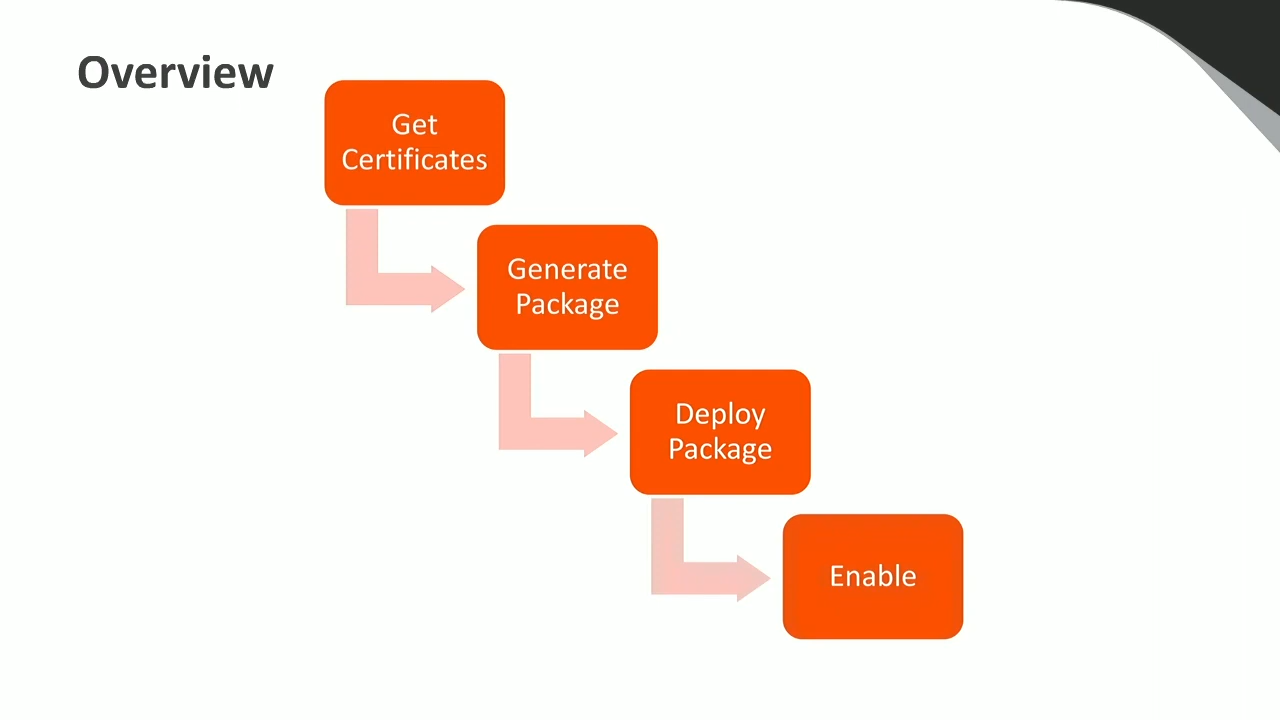 Overview
Get
Certificates
Generate
Package
Deploy
Package
Enable